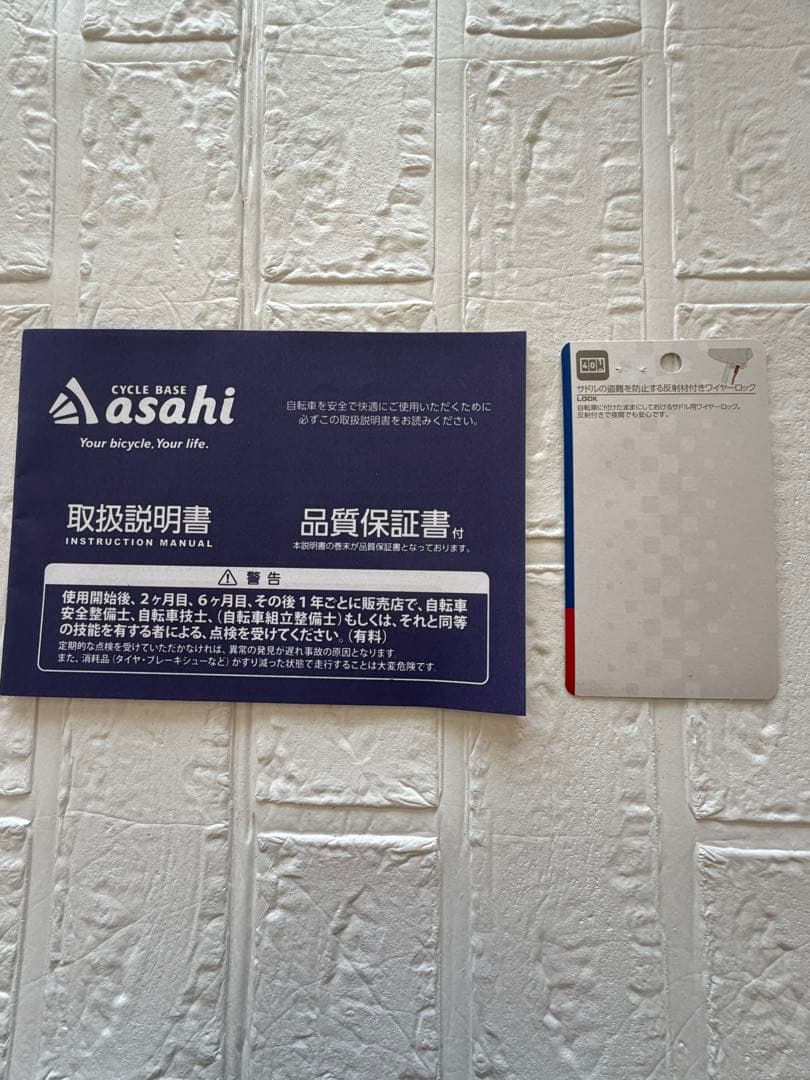 CYCLE BASE
asahi
Your bicycle, Your life.
自転車を安全で快適にご使用いただくために
必ずこの取扱説明書をお読みください。
取扱説明書
INSTRUCTION MANUAL
品質保証書付
本説明書の巻末が品質保証書となっております。
警告
使用開始後、2ヶ月目、6ヶ月目、その後1年ごとに販売店で、自転車
安全整備士、自転車技士、(自転車組立整備士)もしくは、それと同等
の技能を有する者による、点検を受けてください。(有料)
定期的な点検を受けていただかなければ、異常の発見が遅れ事故の原因となります。
また、消耗品(タイヤ・ブレーキシューなど)がすり減った状態で走行することは大変危険です。
サドルの盗難を防止する反射材付きワイヤーロック
LOCK
自転車に付けたままにしておけるサドル用ワイヤーロック。
反射付きで夜間でも安心です。